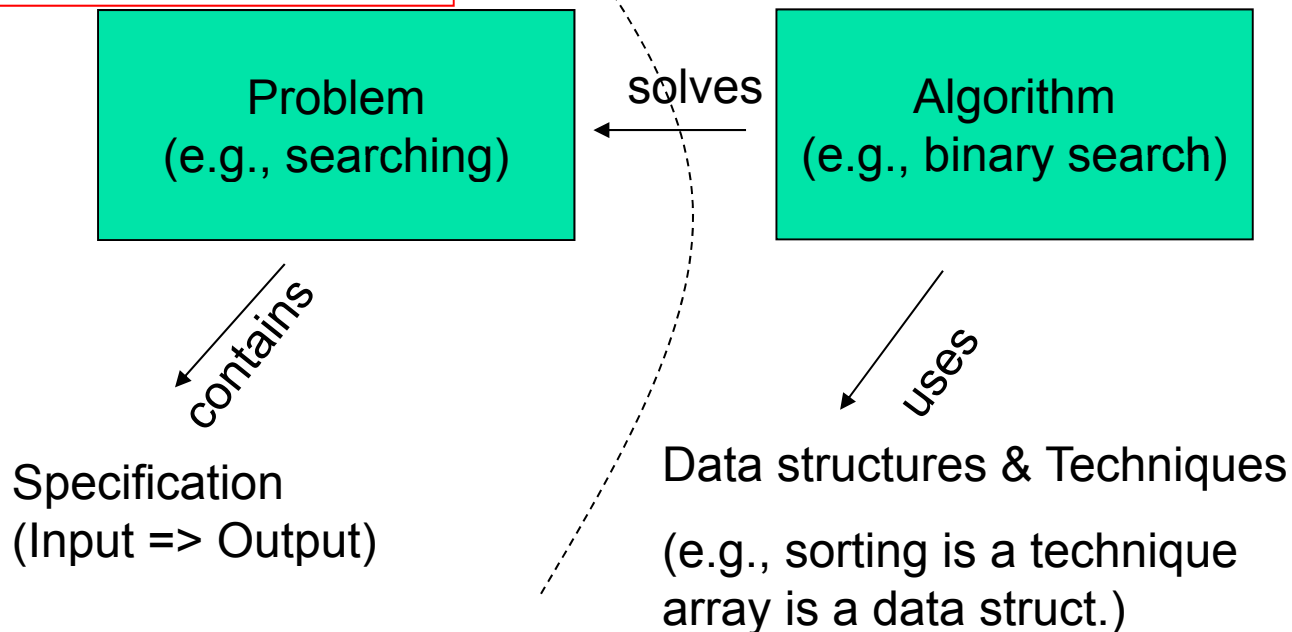 Problem
(e.g., searching)
solves
Algorithm
(e.g., binary search)
contains
uses
Specification
(Input => Output)
Data structures & Techniques
(e.g., sorting is a technique
array is a data struct.)